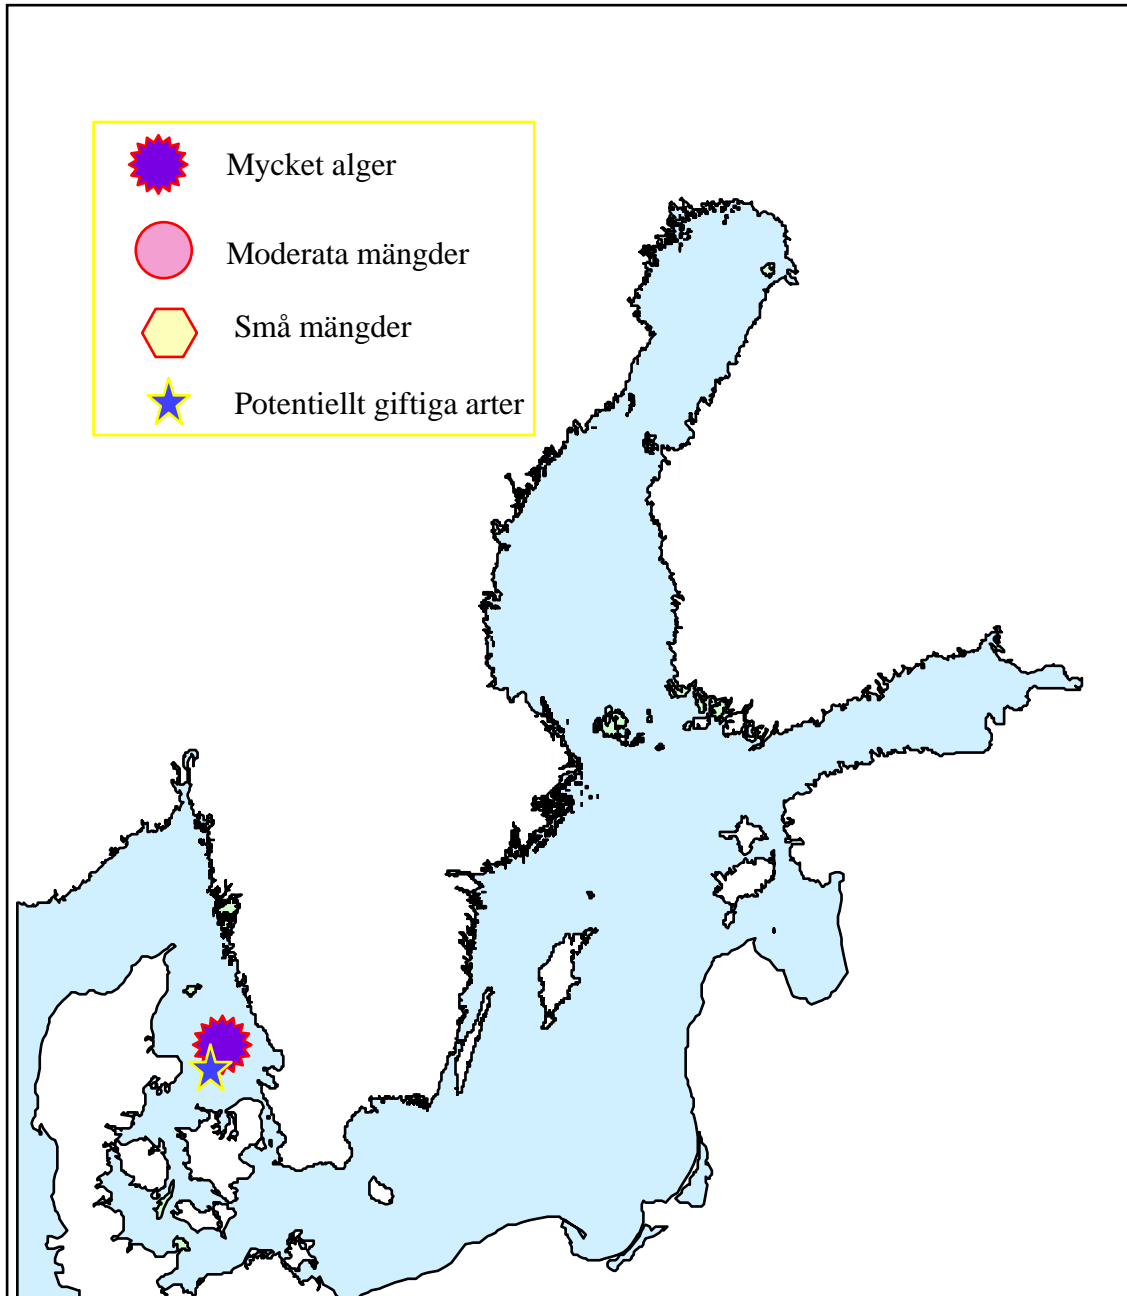 Mycket alger
Moderata mängder
Små mängder
Potentiellt giftiga arter